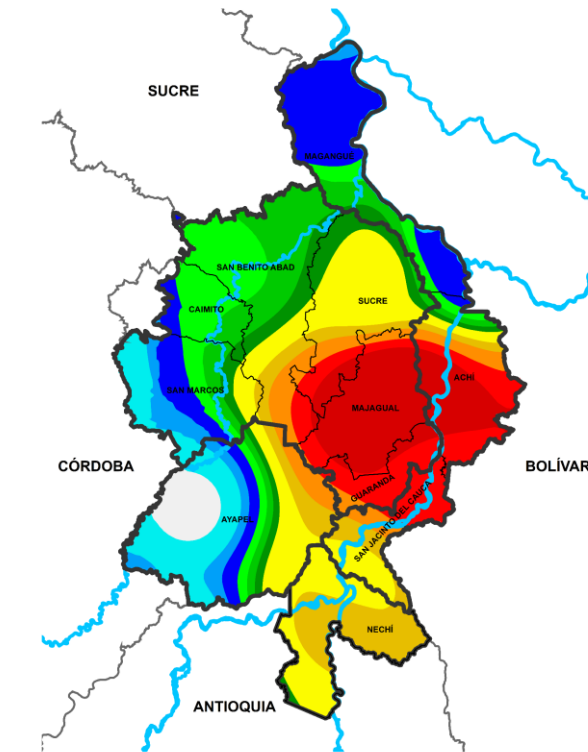 SUCRE
MAGANGUE
SAN BENITO ABAD
CAIMITO
SUCRE
SAN MARCOS
ACHÍ
MAJAGUAL
CÓRDOBA
BOLÍVAR
GUARANDA
SAN JACINTO DEL CAUCA
AYAPEL
NECHÍ
ANTIOQUIA